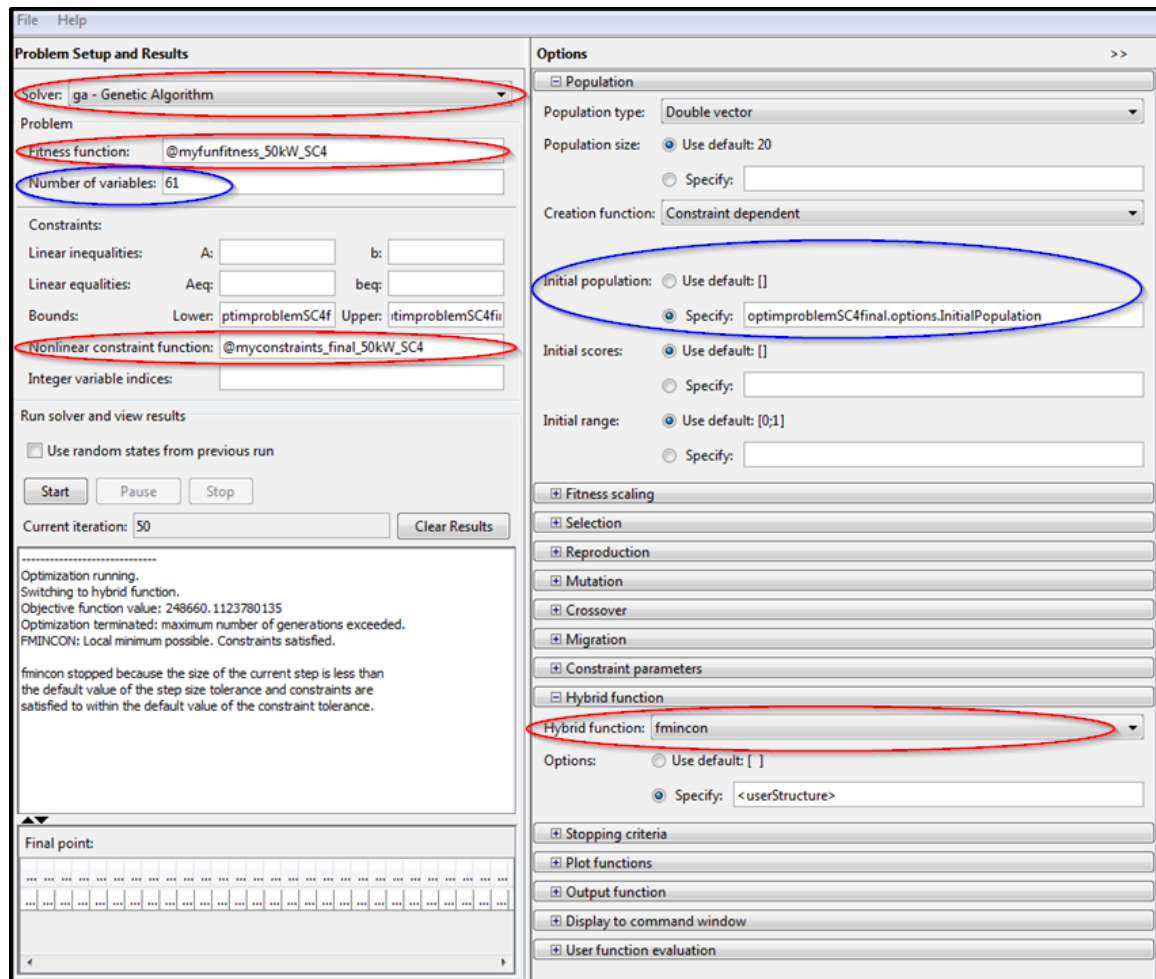 File Help
Problem Setup and Results
Solver: ga - Genetic Algorithm
Problem
Fitness function: @myfunfitness_50kW_SC4
Number of variables: 61
Constraints:
Linear inequalities: A: b:
Linear equalities: Aeq: beq:
Bounds: Lower: ptimproblemSC4f Upper: itimproblemSC4fi
Nonlinear constraint function: @myconstraints_final_50kW_SC4
Integer variable indices:
Run solver and view results
Use random states from previous run
Start Pause Stop
Current iteration: 50 Clear Results
------------------------------
Optimization running.
Switching to hybrid function.
Objective function value: 248660.1123780135
Optimization terminated: maximum number of generations exceeded.
FMINCON: Local minimum possible. Constraints satisfied.
fmincon stopped because the size of the current step is less than
the default value of the step size tolerance and constraints are
satisfied to within the default value of the constraint tolerance.
Final point:
... ... ... ... ... ... ... ... ... ... ... ... ... ... ... ... ... ... ... ... ... ... ... ... ... ... ...
... ... ... ... ... ... ... ... ... ... ... ... ... ... ... ... ... ... ... ... ... ... ... ... ... ... ...
Options >>
Population
Population type: Double vector
Population size: Use default: 20
Specify:
Creation function: Constraint dependent
Initial population: Use default: []
Specify: optimproblemSC4final.options.InitialPopulation
Initial scores: Use default: []
Specify:
Initial range: Use default: [0;1]
Specify:
Fitness scaling
Selection
Reproduction
Mutation
Crossover
Migration
Constraint parameters
Hybrid function
Hybrid function: fmincon
Options: Use default: [ ]
Specify: <userStructure>
Stopping criteria
Plot functions
Output function
Display to command window
User function evaluation